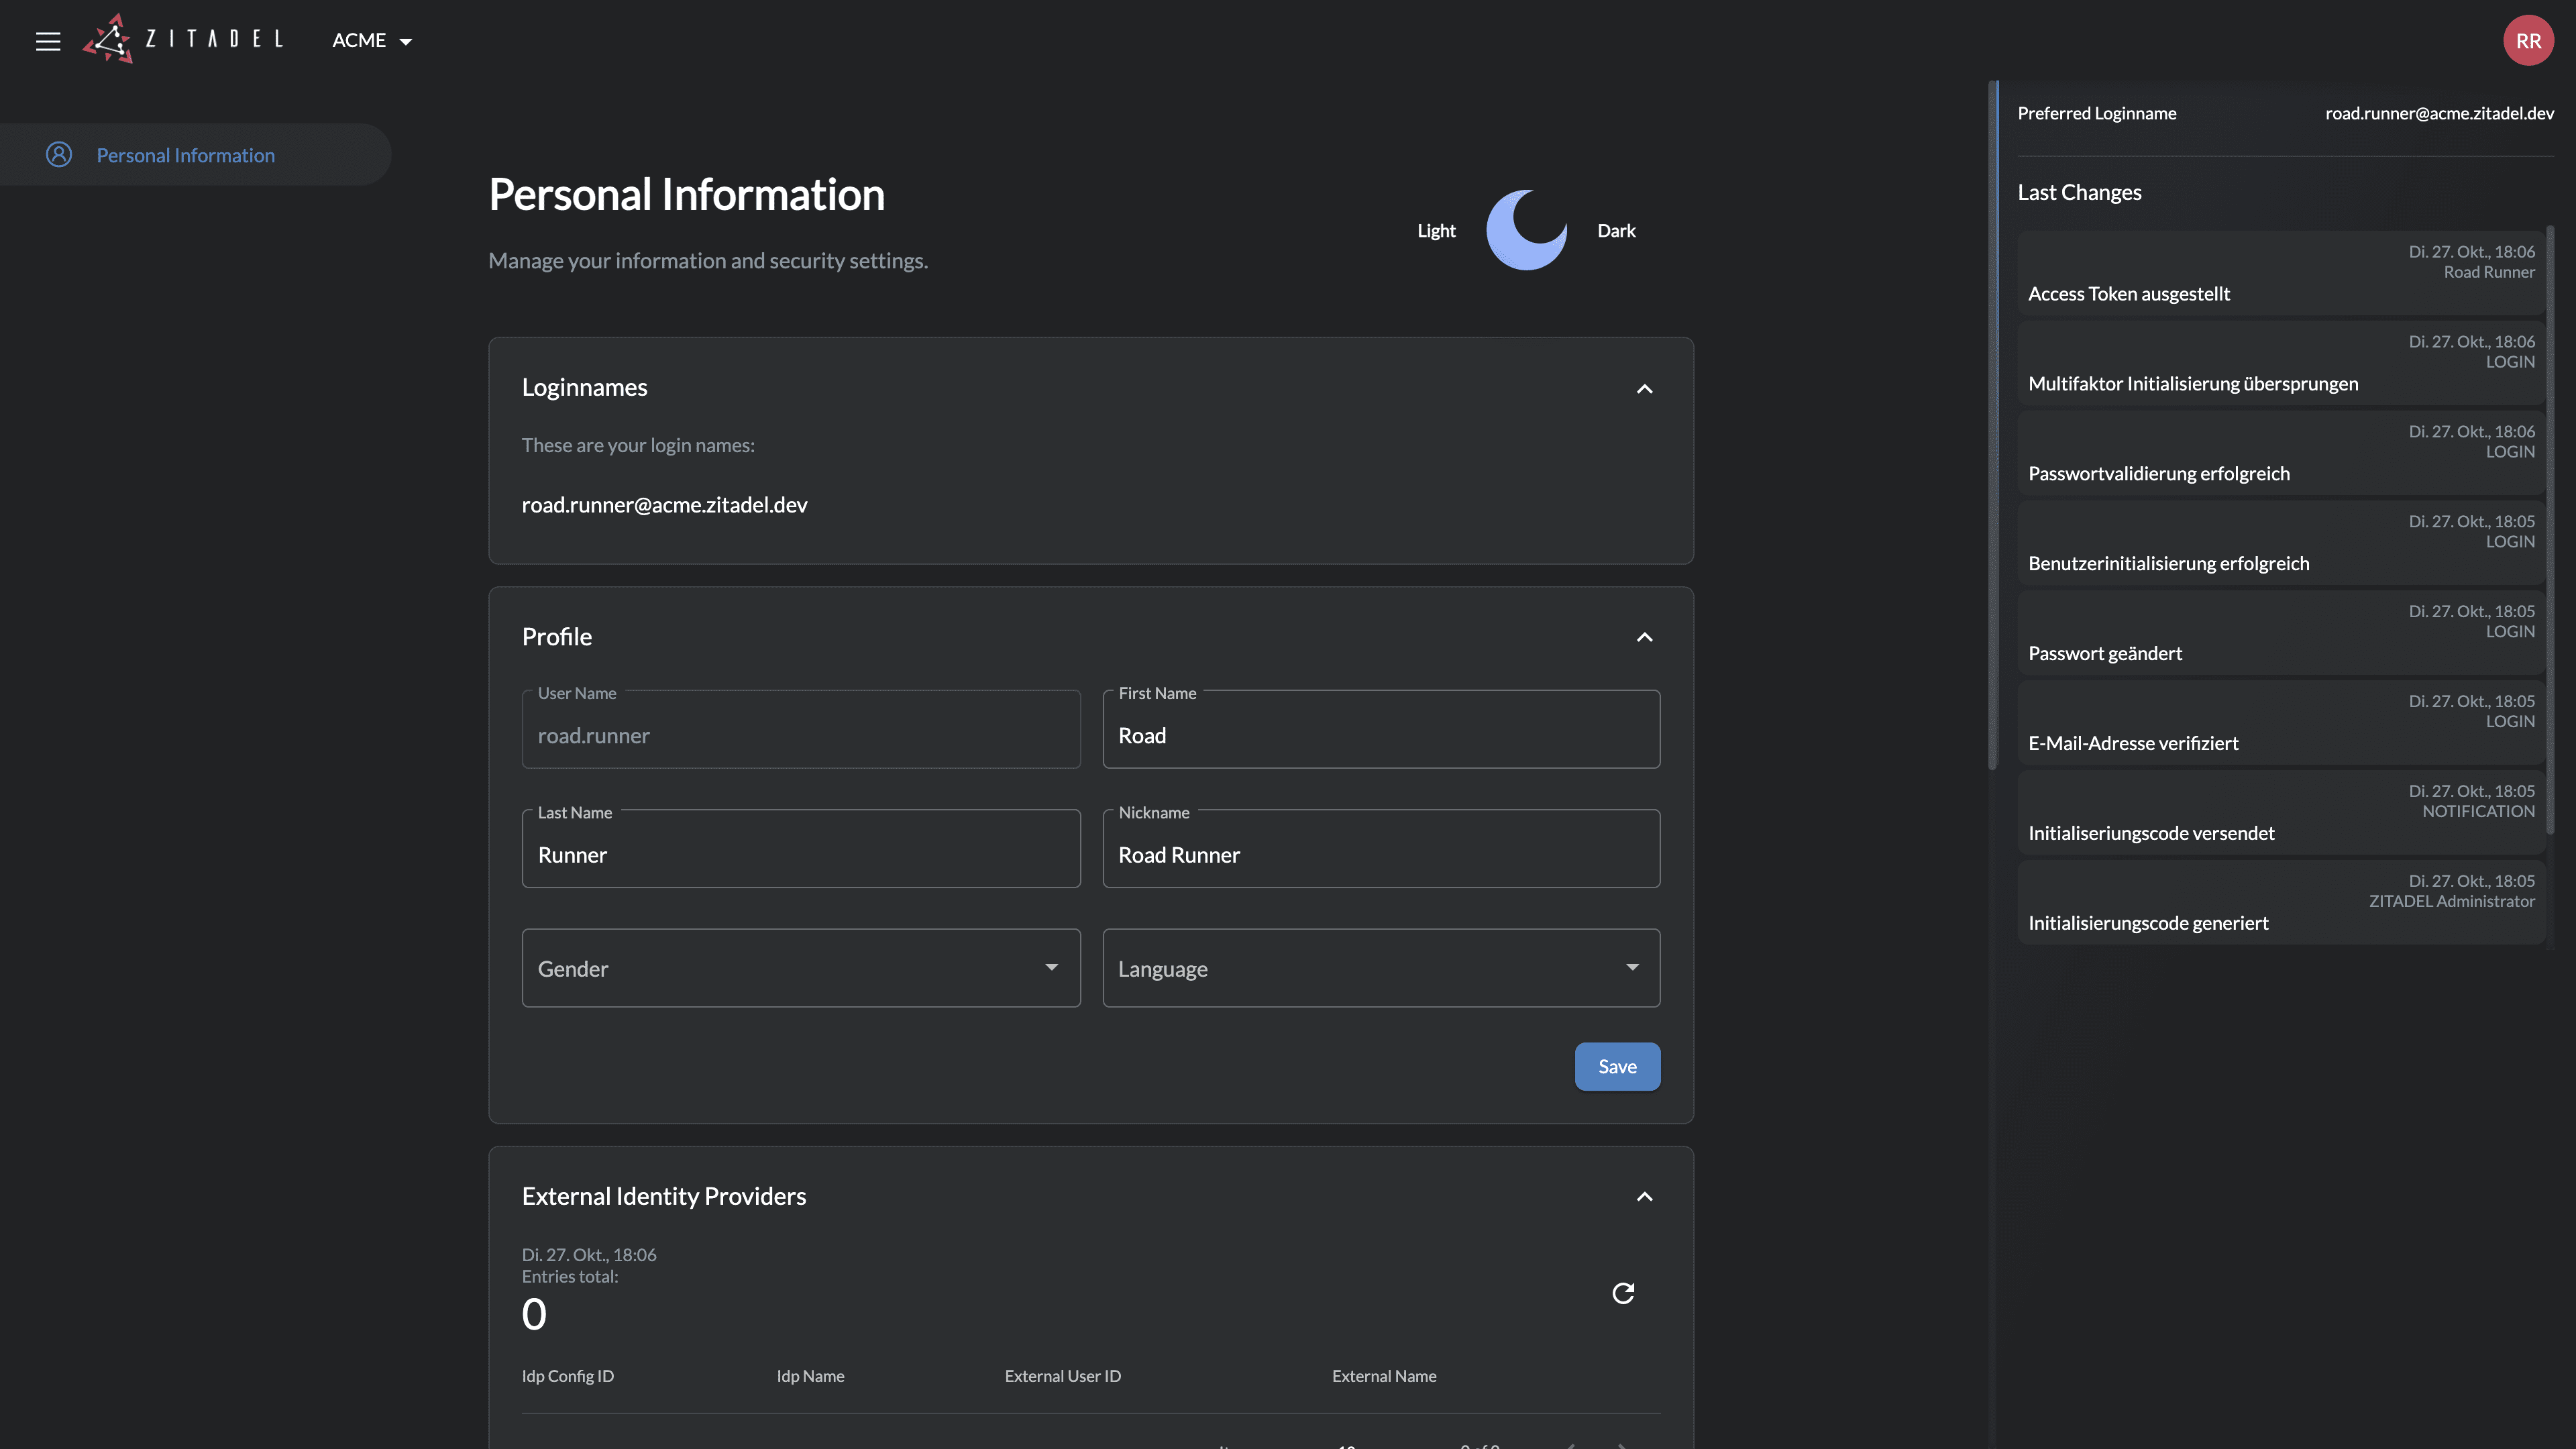 ZITADEL
ACME
RR
Personal Information
Personal Information
Manage your information and security settings.
Light
Dark
Loginnames
These are your login names:
road.runner@acme.zitadel.dev
Profile
User Name
road.runner
First Name
Road
Last Name
Runner
Nickname
Road Runner
Gender
Language
Save
External Identity Providers
Di. 27. Okt., 18:06
Entries total:
0
Idp Config ID
Idp Name
External User ID
External Name
Preferred Loginname
road.runner@acme.zitadel.dev
Last Changes
Di. 27. Okt., 18:06
Road Runner
Access Token ausgestellt
Di. 27. Okt., 18:06
LOGIN
Multifaktor Initialisierung übersprungen
Di. 27. Okt., 18:06
LOGIN
Passwortvalidierung erfolgreich
Di. 27. Okt., 18:05
LOGIN
Benutzerinitialisierung erfolgreich
Di. 27. Okt., 18:05
LOGIN
Passwort geändert
Di. 27. Okt., 18:05
LOGIN
E-Mail-Adresse verifiziert
Di. 27. Okt., 18:05
NOTIFICATION
Initialiseriungscode versendet
Di. 27. Okt., 18:05
ZITADEL Administrator
Initialisierungscode generiert